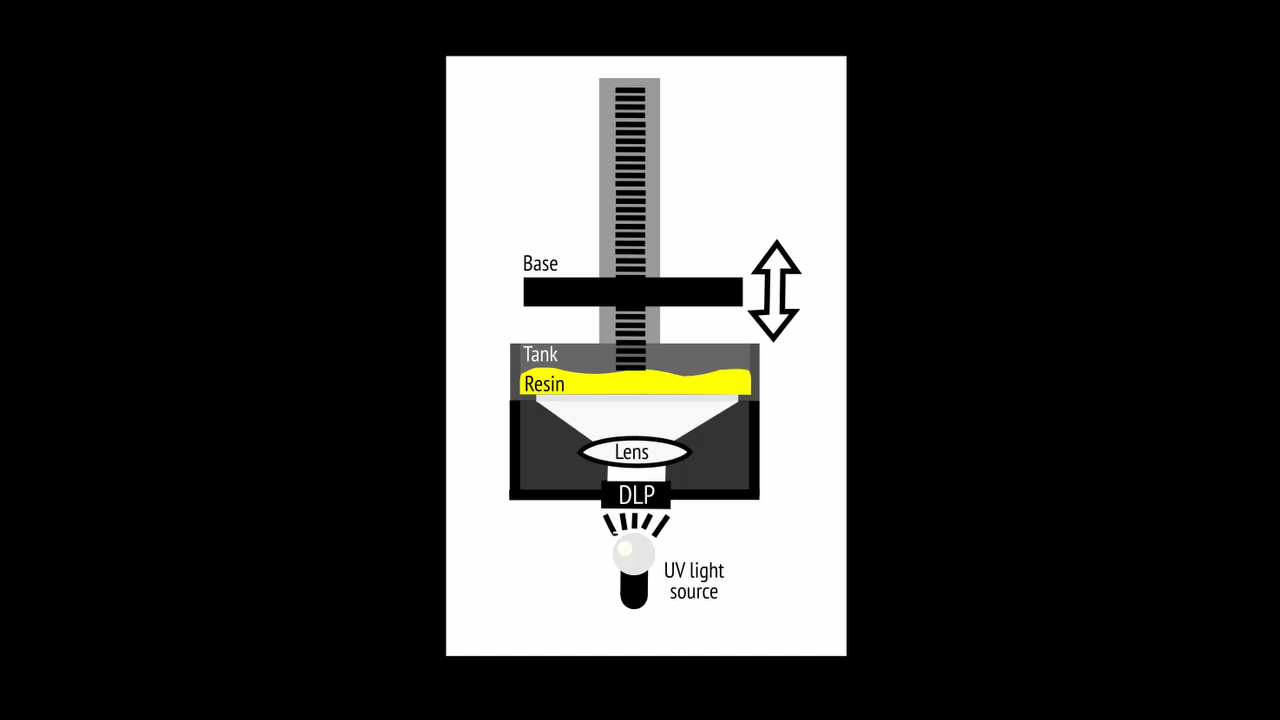 Base
Tank
Resin
Lens
DLP
UV light
source